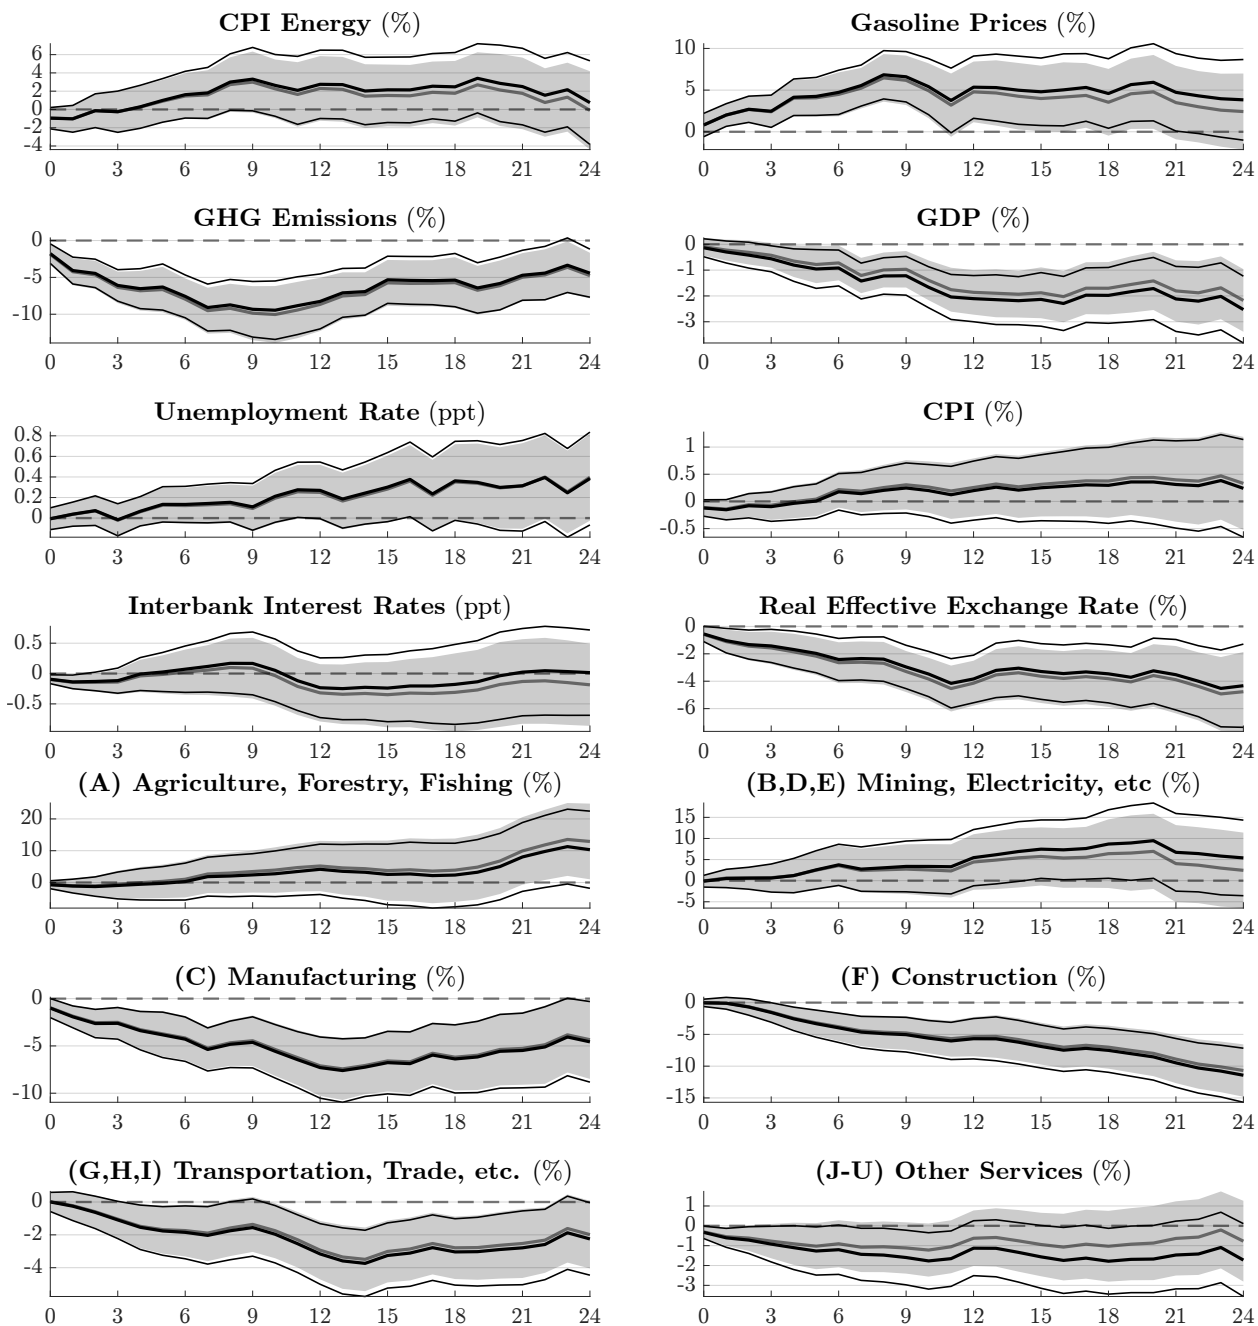 CPI Energy (%)
6
4
2
0
-2
-4
0 3 6 9 12 15 18 21 24
Gasoline Prices (%)
10
5
0
0 3 6 9 12 15 18 21 24
GHG Emissions (%)
0
-5
-10
0 3 6 9 12 15 18 21 24
GDP (%)
0
-1
-2
-3
0 3 6 9 12 15 18 21 24
Unemployment Rate (ppt)
0.8
0.6
0.4
0.2
0
0 3 6 9 12 15 18 21 24
CPI (%)
1
0.5
0
-0.5
0 3 6 9 12 15 18 21 24
Interbank Interest Rates (ppt)
0.5
0
-0.5
0 3 6 9 12 15 18 21 24
Real Effective Exchange Rate (%)
0
-2
-4
-6
0 3 6 9 12 15 18 21 24
(A) Agriculture, Forestry, Fishing (%)
20
10
0
0 3 6 9 12 15 18 21 24
(B,D,E) Mining, Electricity, etc (%)
15
10
5
0
-5
0 3 6 9 12 15 18 21 24
(C) Manufacturing (%)
0
-5
-10
0 3 6 9 12 15 18 21 24
(F) Construction (%)
0
-5
-10
-15
0 3 6 9 12 15 18 21 24
(G,H,I) Transportation, Trade, etc. (%)
0
-2
-4
0 3 6 9 12 15 18 21 24
(J-U) Other Services (%)
1
0
-1
-2
-3
0 3 6 9 12 15 18 21 24